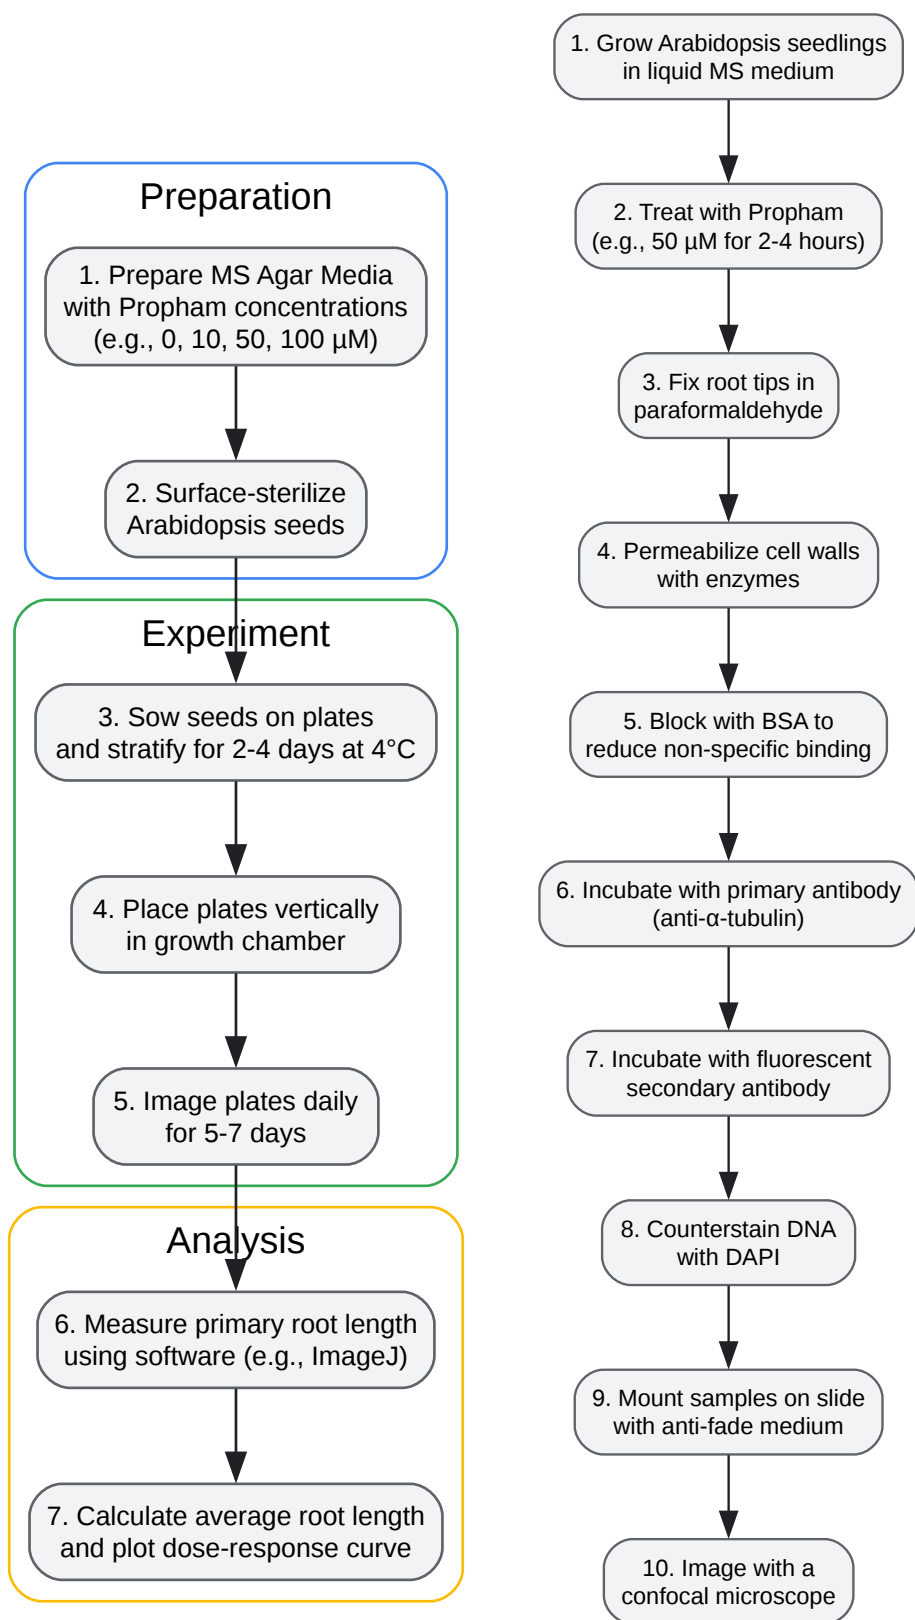 Preparation
1. Prepare MS Agar Media
with Propham concentrations
(e.g., 0, 10, 50, 100 µM)
2. Surface-sterilize
Arabidopsis seeds
Experiment
3. Sow seeds on plates
and stratify for 2-4 days at 4°C
4. Place plates vertically
in growth chamber
5. Image plates daily
for 5-7 days
Analysis
6. Measure primary root length
using software (e.g., ImageJ)
7. Calculate average root length
and plot dose-response curve
1. Grow Arabidopsis seedlings
in liquid MS medium
2. Treat with Propham
(e.g., 50 µM for 2-4 hours)
3. Fix root tips in
paraformaldehyde
4. Permeabilize cell walls
with enzymes
5. Block with BSA to
reduce non-specific binding
6. Incubate with primary antibody
(anti-α-tubulin)
7. Incubate with fluorescent
secondary antibody
8. Counterstain DNA
with DAPI
9. Mount samples on slide
with anti-fade medium
10. Image with a
confocal microscope